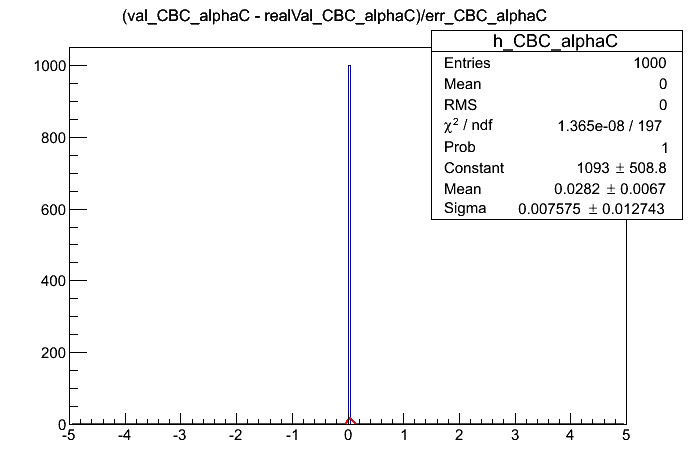 (val_CBC_alphaC - realVal_CBC_alphaC)/err_CBC_alphaC
h_CBC_alphaC
Entries 1000
Mean 0
RMS 0
χ² / ndf 1.365e-08 / 197
Prob 1
Constant 1093 ± 508.8
Mean 0.0282 ± 0.0067
Sigma 0.007575 ± 0.012743
1000
800
600
400
200
0
-5 -4 -3 -2 -1 0 1 2 3 4 5